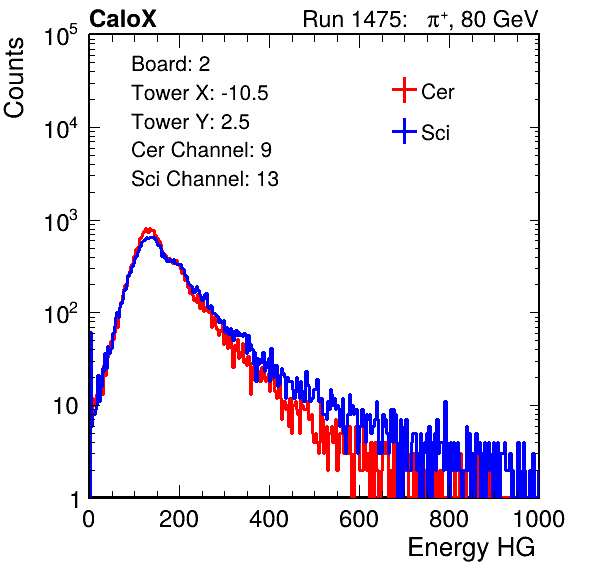 CaloX Run 1475: π⁺, 80 GeV
Counts
Board: 2
Tower X: -10.5
Tower Y: 2.5
Cer Channel: 9
Sci Channel: 13
Cer
Sci
10⁵
10⁴
10³
10²
10
1
0 200 400 600 800 1000
Energy HG